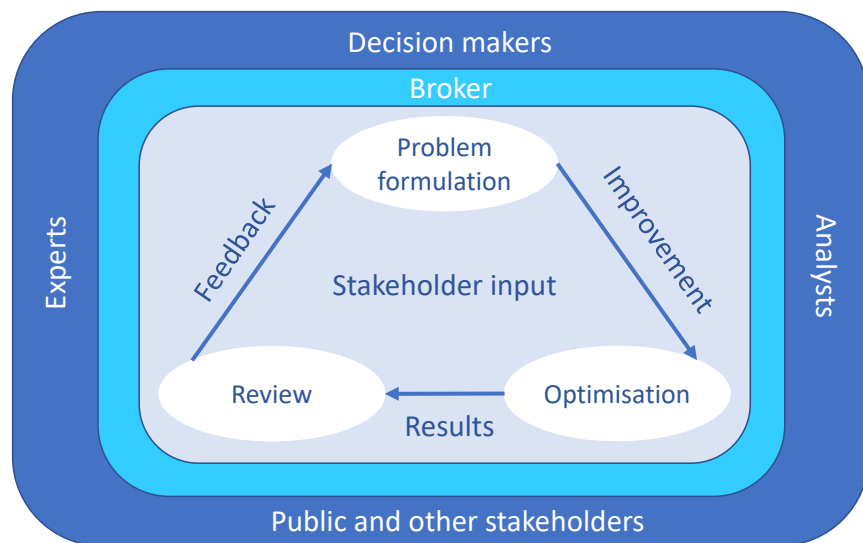 Decision makers
Broker
Problem
formulation
Improvement
Feedback
Experts
Analysts
Stakeholder input
Review
Optimisation
Results
Public and other stakeholders